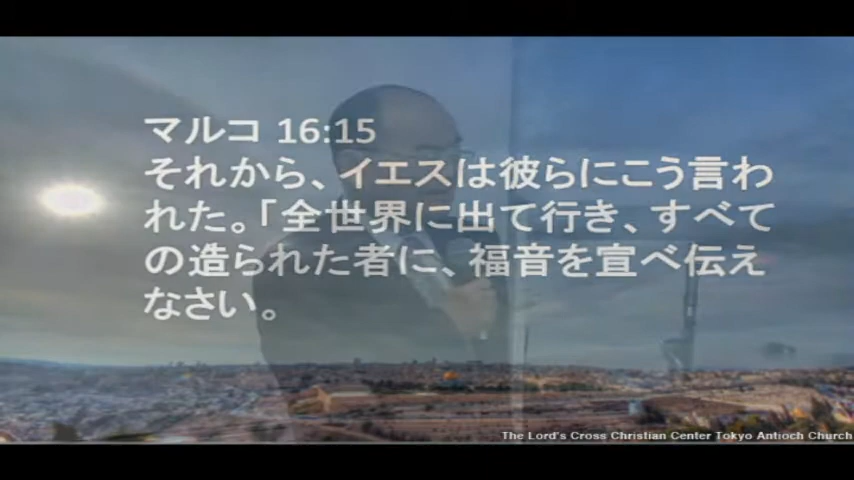 マルコ 16:15
それから、イエスは彼らにこう言わ
れた。「全世界に出て行き、すべて
の造られた者に、福音を宣べ伝え
なさい。
The Lord's Cross Christian Center Tokyo Antioch Church